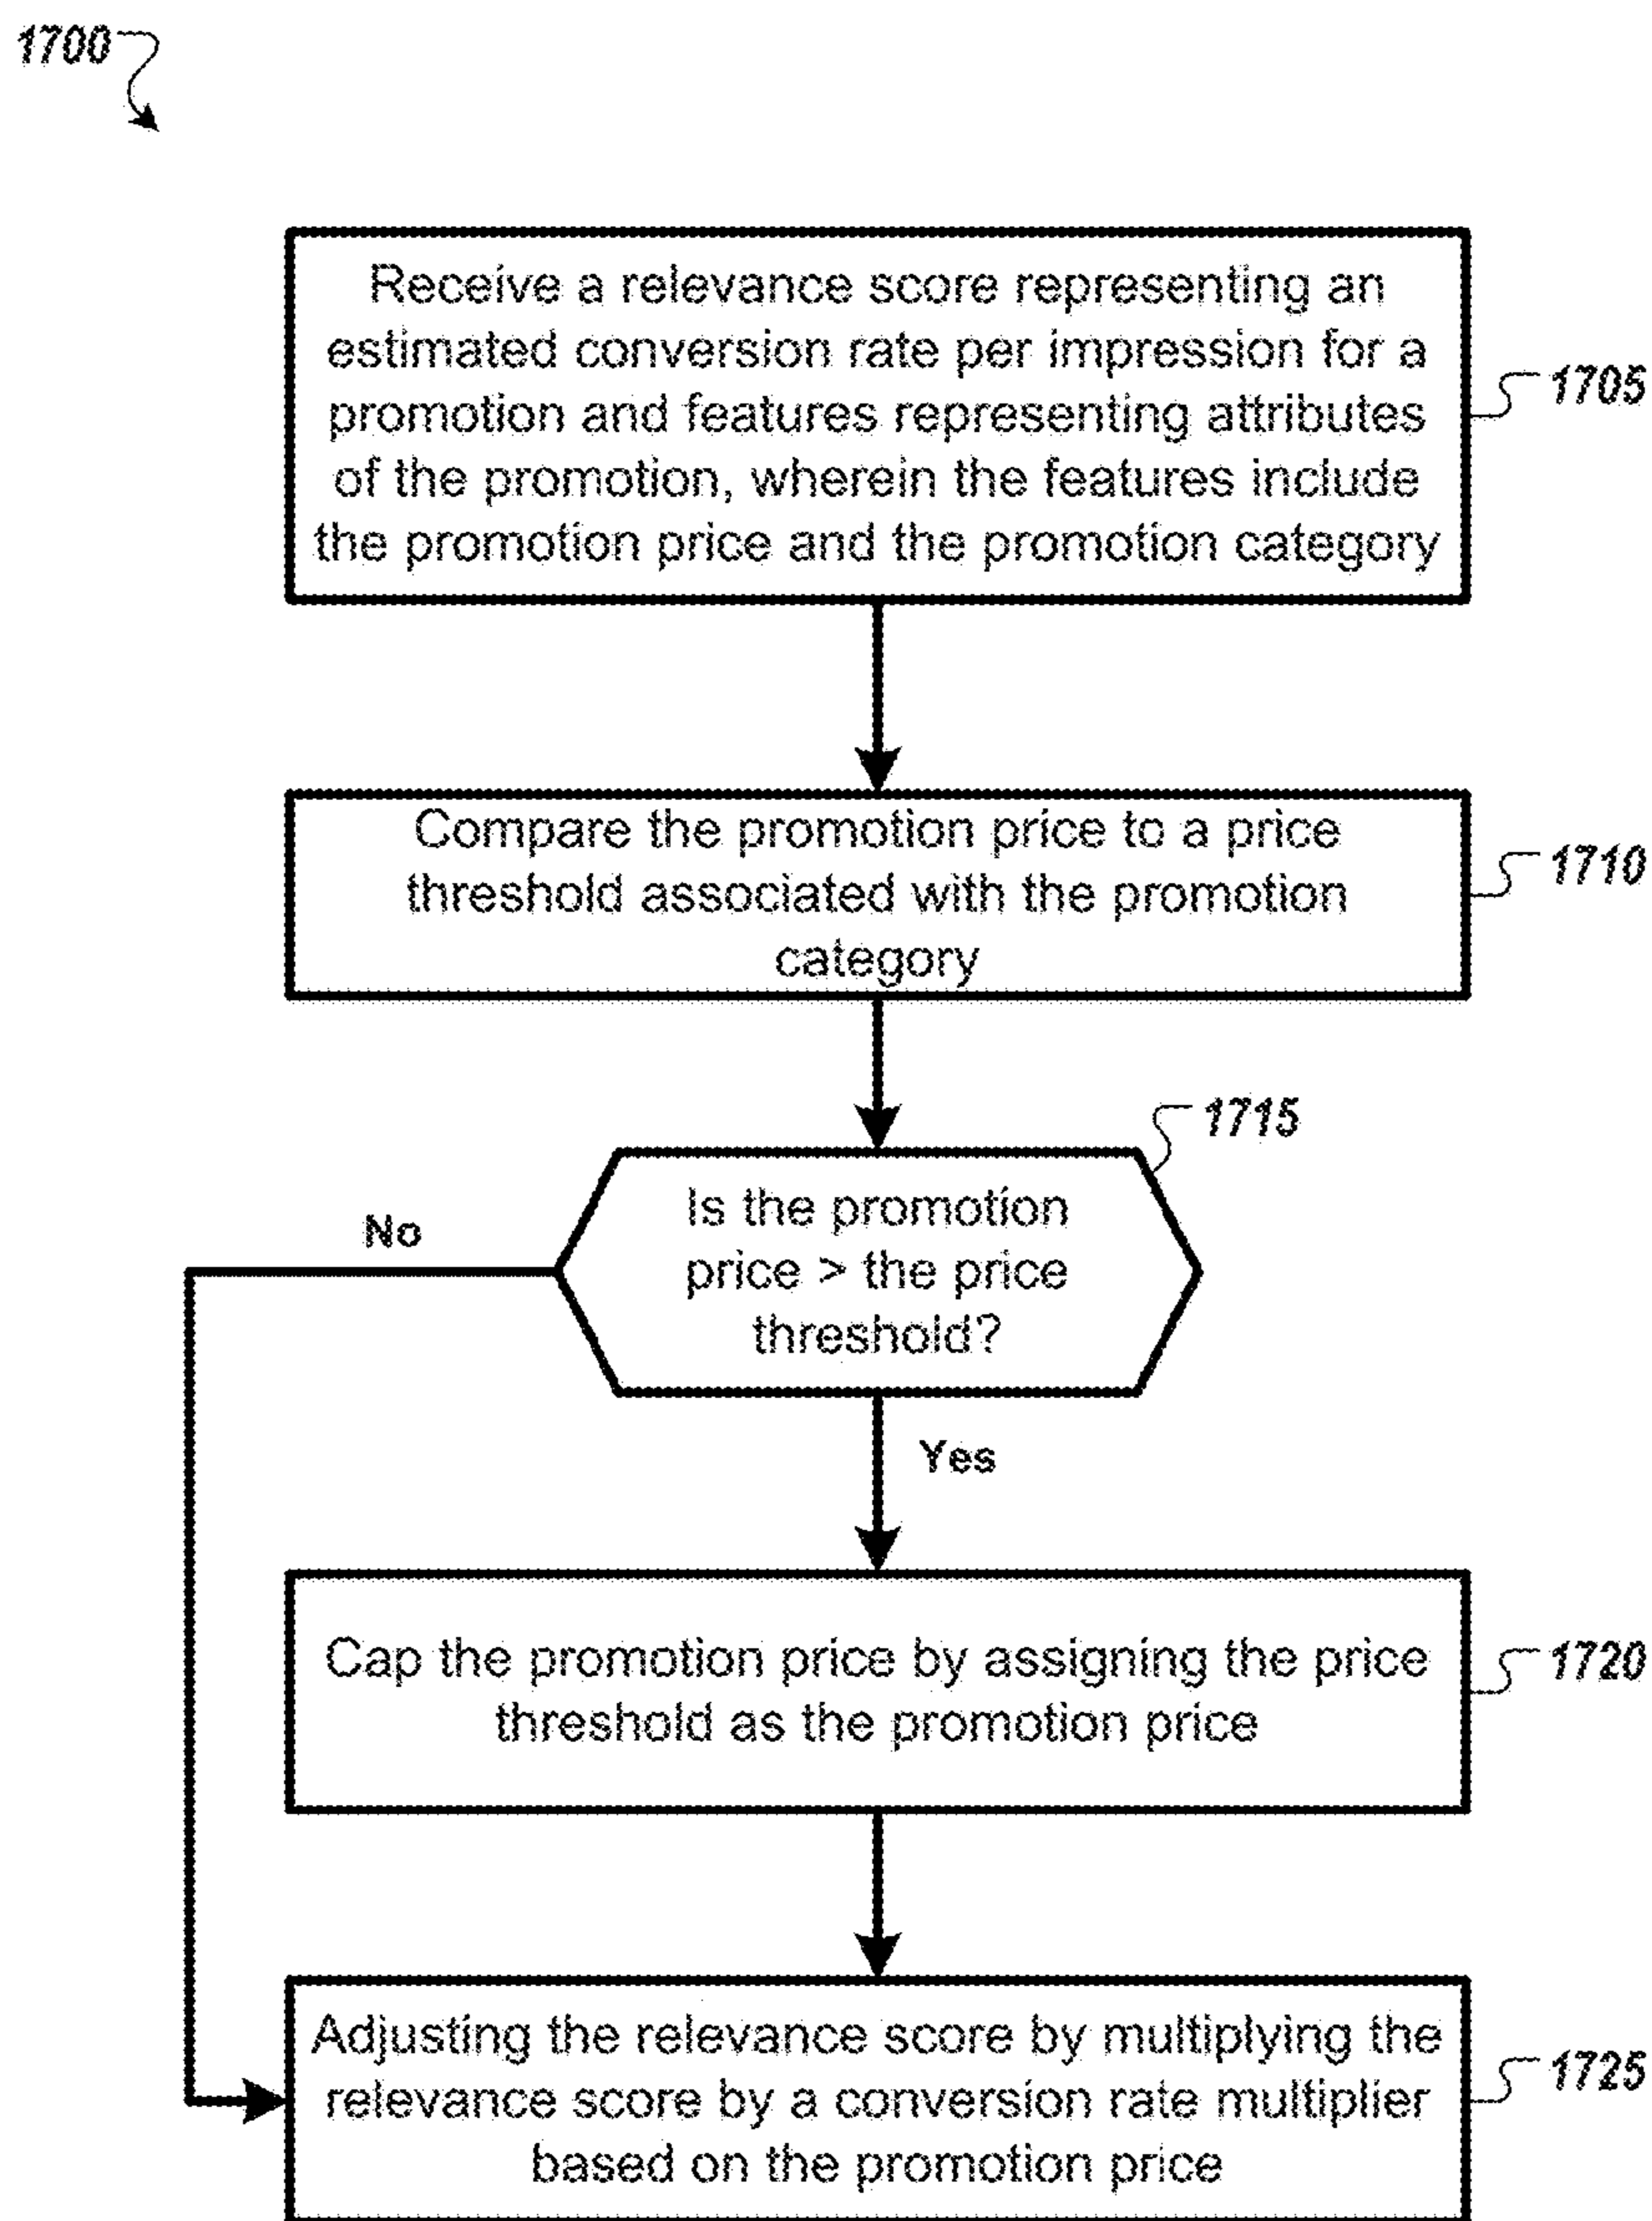 1700
Receive a relevance score representing an
estimated conversion rate per impression for a
promotion and features representing attributes
of the promotion, wherein the features include
the promotion price and the promotion category
1705
Compare the promotion price to a price
threshold associated with the promotion
category
1710
1715
Is the promotion
price > the price
threshold?
No
Yes
Cap the promotion price by assigning the price
threshold as the promotion price
1720
Adjusting the relevance score by multiplying the
relevance score by a conversion rate multiplier
based on the promotion price
1725